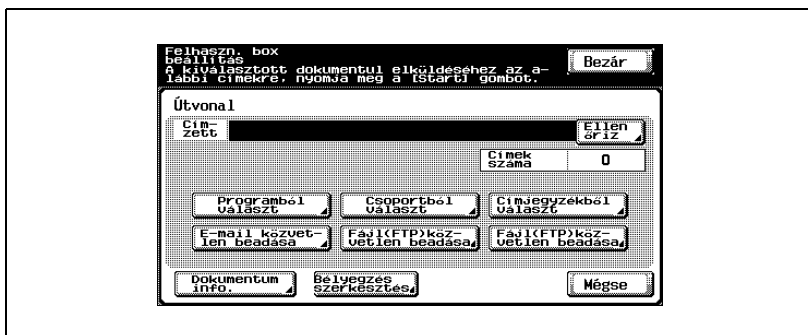 Felhaszn. box
beállítás
A kiválasztott dokumentul elküldéséhez az a-
lábbi címekre, nyomja meg a [Start] gombot.
Bezár
Útvonal
Cím-
zett
Ellen
őriz
Címek
száma
0
Programból
választ
Csoportból
választ
Címjegyzékből
választ
E-mail közvet-
len beadása
Fájl(FTP)köz-
vetlen beadása
Fájl(FTP)köz-
vetlen beadása
Dokumentum
info.
Bélyegzés
szerkesztés
Mégse